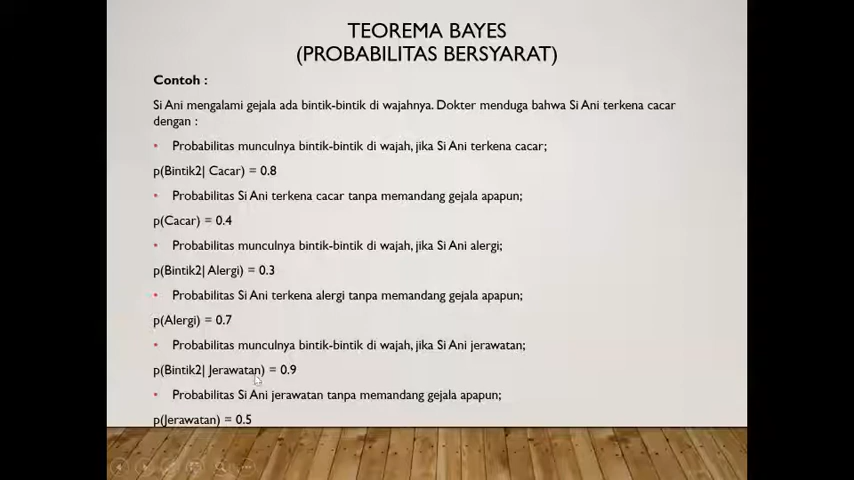 TEOREMA BAYES
(PROBABILITAS BERSYARAT)
Contoh :
Si Ani mengalami gejala ada bintik-bintik di wajahnya. Dokter menduga bahwa Si Ani terkena cacar
dengan :
• Probabilitas munculnya bintik-bintik di wajah, jika Si Ani terkena cacar;
p(Bintik2| Cacar) = 0.8
• Probabilitas Si Ani terkena cacar tanpa memandang gejala apapun;
p(Cacar) = 0.4
• Probabilitas munculnya bintik-bintik di wajah, jika Si Ani alergi;
p(Bintik2| Alergi) = 0.3
• Probabilitas Si Ani terkena alergi tanpa memandang gejala apapun;
p(Alergi) = 0.7
• Probabilitas munculnya bintik-bintik di wajah, jika Si Ani jerawatan;
p(Bintik2| Jerawatan) = 0.9
• Probabilitas Si Ani jerawatan tanpa memandang gejala apapun;
p(Jerawatan) = 0.5